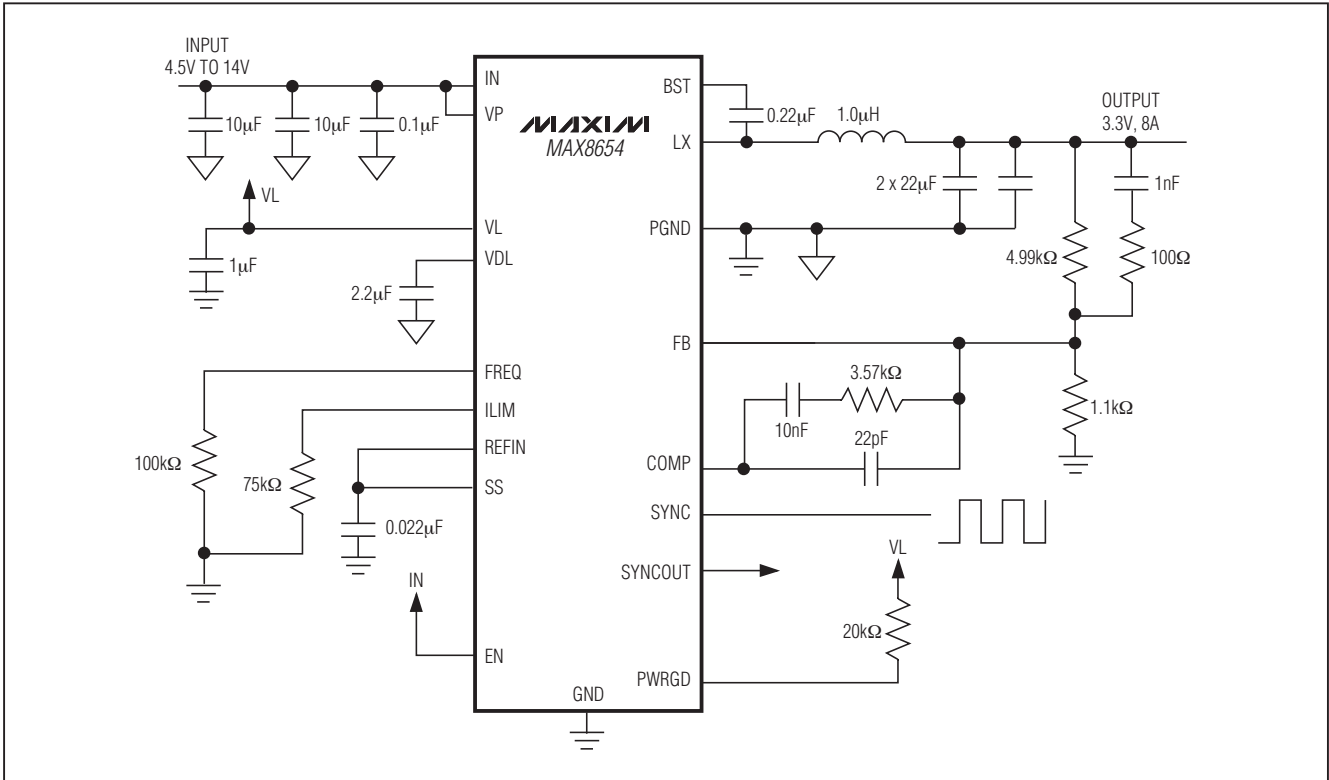 INPUT
4.5V TO 14V
10µF
10µF
0.1µF
VL
1µF
2.2µF
100kΩ
75kΩ
0.022µF
IN
IN
VP
VL
VDL
FREQ
ILIM
REFIN
SS
EN
MAXIM
MAX8654
GND
BST
LX
PGND
FB
COMP
SYNC
SYNCOUT
PWRGD
0.22µF
1.0µH
OUTPUT
3.3V, 8A
2 x 22µF
1nF
4.99kΩ
100Ω
3.57kΩ
10nF
22pF
1.1kΩ
VL
20kΩ